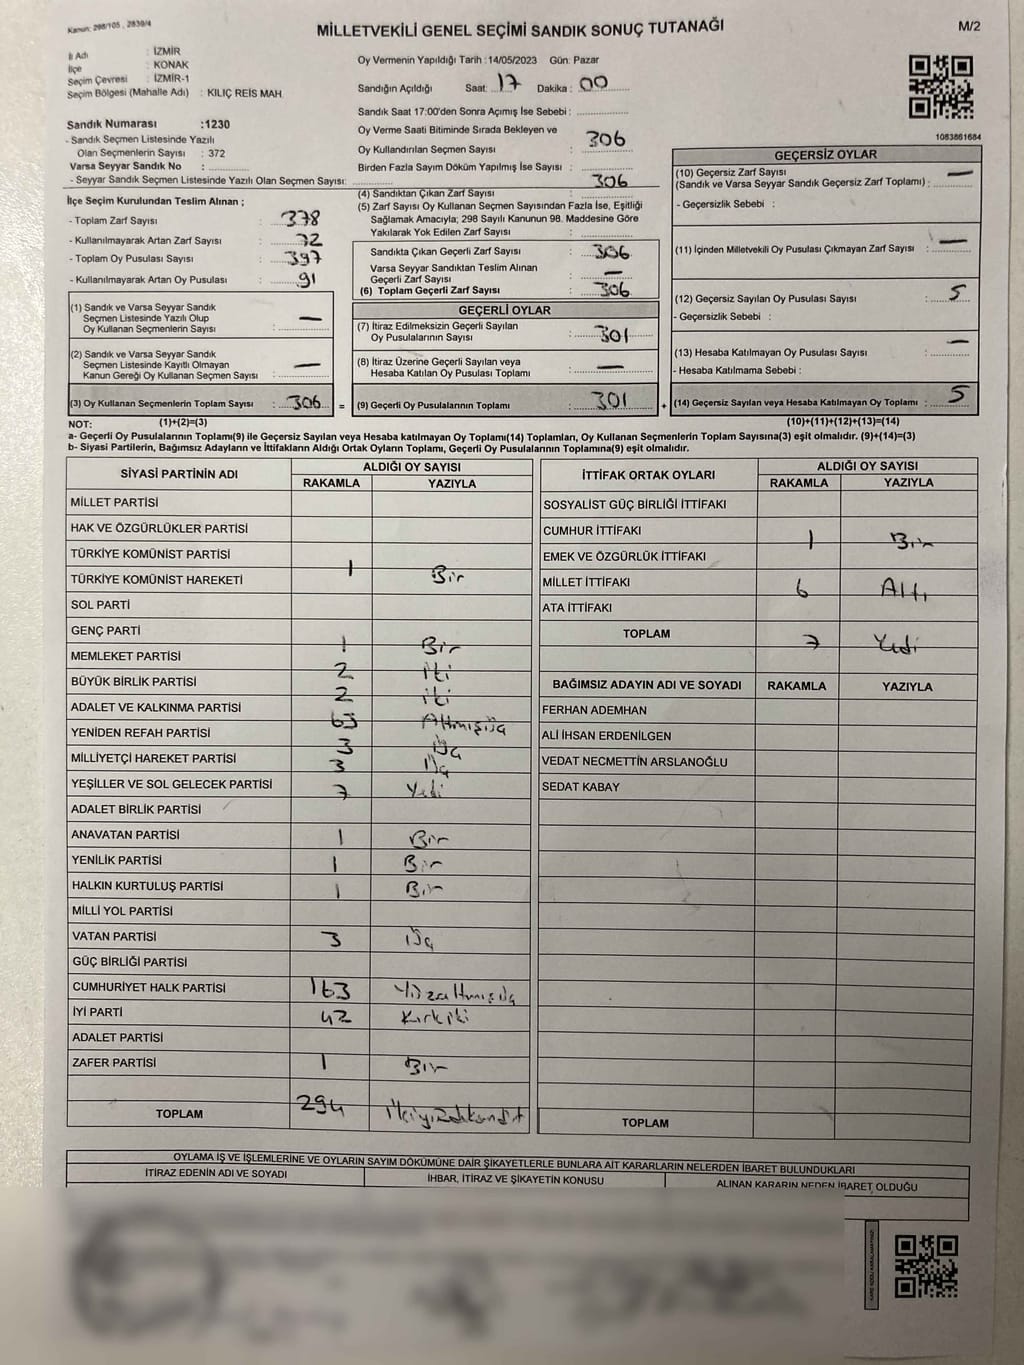 Kanun: 298/105 , 2839/4
MİLLETVEKİLİ GENEL SEÇİMİ SANDIK SONUÇ TUTANAĞI
M/2
İl Adı : İZMİR
İlçe : KONAK
Seçim Çevresi : İZMİR-1
Seçim Bölgesi (Mahalle Adı) : KILIÇ REİS MAH.
Sandık Numarası :1230
- Sandık Seçmen Listesinde Yazılı
Olan Seçmenlerin Sayısı : 372
Varsa Seyyar Sandık No :
- Seyyar Sandık Seçmen Listesinde Yazılı Olan Seçmen Sayısı:
İlçe Seçim Kurulundan Teslim Alınan ;
- Toplam Zarf Sayısı : 378
- Kullanılmayarak Artan Zarf Sayısı : 72
- Toplam Oy Pusulası Sayısı : 397
- Kullanılmayarak Artan Oy Pusulası : 91
(1) Sandık ve Varsa Seyyar Sandık
Seçmen Listesinde Yazılı Olup
Oy Kullanan Seçmenlerin Sayısı : —
(2) Sandık ve Varsa Seyyar Sandık
Seçmen Listesinde Kayıtlı Olmayan
Kanun Gereği Oy Kullanan Seçmen Sayısı : —
(3) Oy Kullanan Seçmenlerin Toplam Sayısı : 306 =
Oy Vermenin Yapıldığı Tarih :14/05/2023 Gün: Pazar
Sandığın Açıldığı Saat: 17 Dakika : 00
Sandık Saat 17:00'den Sonra Açımış İse Sebebi :
Oy Verme Saati Bitiminde Sırada Bekleyen ve
Oy Kullandırılan Seçmen Sayısı : 306
Birden Fazla Sayım Döküm Yapılmış İse Sayısı :
(4) Sandıktan Çıkan Zarf Sayısı : 306
(5) Zarf Sayısı Oy Kullanan Seçmen Sayısından Fazla İse, Eşitliği
Sağlamak Amacıyla; 298 Sayılı Kanunun 98. Maddesine Göre
Yakılarak Yok Edilen Zarf Sayısı :
Sandıkta Çıkan Geçerli Zarf Sayısı : 306
Varsa Seyyar Sandıktan Teslim Alınan
Geçerli Zarf Sayısı : —
(6) Toplam Geçerli Zarf Sayısı : 306
GEÇERLİ OYLAR
(7) İtiraz Edilmeksizin Geçerli Sayılan
Oy Pusulalarının Sayısı : 301
(8) İtiraz Üzerine Geçerli Sayılan veya
Hesaba Katılan Oy Pusulası Toplamı : —
(9) Geçerli Oy Pusulalarının Toplamı : 301 +
1083861684
GEÇERSİZ OYLAR
(10) Geçersiz Zarf Sayısı
(Sandık ve Varsa Seyyar Sandık Geçersiz Zarf Toplamı) : —
- Geçersizlik Sebebi :
(11) İçinden Milletvekili Oy Pusulası Çıkmayan Zarf Sayısı : —
(12) Geçersiz Sayılan Oy Pusulası Sayısı : 5
- Geçersizlik Sebebi :
(13) Hesaba Katılmayan Oy Pusulası Sayısı : —
- Hesaba Katılmama Sebebi :
(14) Geçersiz Sayılan veya Hesaba Katılmayan Oy Toplamı : 5
NOT: (1)+(2)=(3) (10)+(11)+(12)+(13)=(14)
a- Geçerli Oy Pusulalarının Toplamı(9) ile Geçersiz Sayılan veya Hesaba katılmayan Oy Toplamı(14) Toplamları, Oy Kullanan Seçmenlerin Toplam Sayısına(3) eşit olmalıdır. (9)+(14)=(3)
b- Siyasi Partilerin, Bağımsız Adayların ve İttifakların Aldığı Ortak Oyların Toplamı, Geçerli Oy Pusulalarının Toplamına(9) eşit olmalıdır.
SİYASİ PARTİNİN ADI
ALDIĞI OY SAYISI
RAKAMLA YAZIYLA
MİLLET PARTİSİ
HAK VE ÖZGÜRLÜKLER PARTİSİ
TÜRKİYE KOMÜNİST PARTİSİ
TÜRKİYE KOMÜNİST HAREKETİ 1 Bir
SOL PARTİ
GENÇ PARTİ
MEMLEKET PARTİSİ 1 Bir
BÜYÜK BİRLİK PARTİSİ 2 iki
ADALET VE KALKINMA PARTİSİ 2 iki
YENİDEN REFAH PARTİSİ 63 Altmışüç
MİLLİYETÇİ HAREKET PARTİSİ 3 Üç
3 Üç
YEŞİLLER VE SOL GELECEK PARTİSİ 7 Yedi
ADALET BİRLİK PARTİSİ
ANAVATAN PARTİSİ 1 Bir
YENİLİK PARTİSİ 1 Bir
HALKIN KURTULUŞ PARTİSİ 1 Bir
MİLLİ YOL PARTİSİ
VATAN PARTİSİ 3 Üç
GÜÇ BİRLİĞİ PARTİSİ
CUMHURİYET HALK PARTİSİ 163 Yüzaltmışüç
İYİ PARTİ 42 Kırkiki
ADALET PARTİSİ
ZAFER PARTİSİ 1 Bir
TOPLAM 294
İTTİFAK ORTAK OYLARI
ALDIĞI OY SAYISI
RAKAMLA YAZIYLA
SOSYALİST GÜÇ BİRLİĞİ İTTİFAKI
CUMHUR İTTİFAKI 1 Bir
EMEK VE ÖZGÜRLÜK İTTİFAKI
MİLLET İTTİFAKI 6 Altı
ATA İTTİFAKI
TOPLAM 7 Yedi
BAĞIMSIZ ADAYIN ADI VE SOYADI RAKAMLA YAZIYLA
FERHAN ADEMHAN
ALİ İHSAN ERDENİLGEN
VEDAT NECMETTİN ARSLANOĞLU
SEDAT KABAY
TOPLAM
OYLAMA İŞ VE İŞLEMLERİNE VE OYLARIN SAYIM DÖKÜMÜNE DAİR ŞİKAYETLERLE BUNLARA AİT KARARLARIN NELERDEN İBARET BULUNDUKLARI
İTİRAZ EDENİN ADI VE SOYADI
İHBAR, İTİRAZ VE ŞİKAYETİN KONUSU
ALINAN KARARIN NEDEN İBARET OLDUĞU